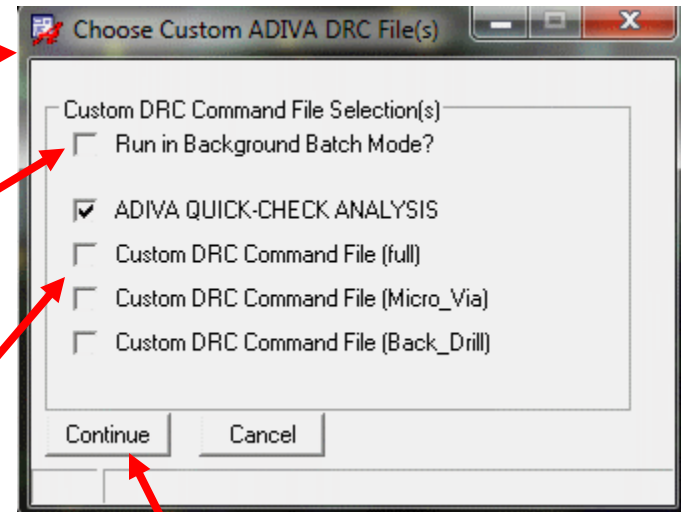 Choose Custom ADIVA DRC File(s)
Custom DRC Command File Selection(s)
Run in Background Batch Mode?
ADIVA QUICK-CHECK ANALYSIS
Custom DRC Command File (full)
Custom DRC Command File (Micro_Via)
Custom DRC Command File (Back_Drill)
Continue Cancel